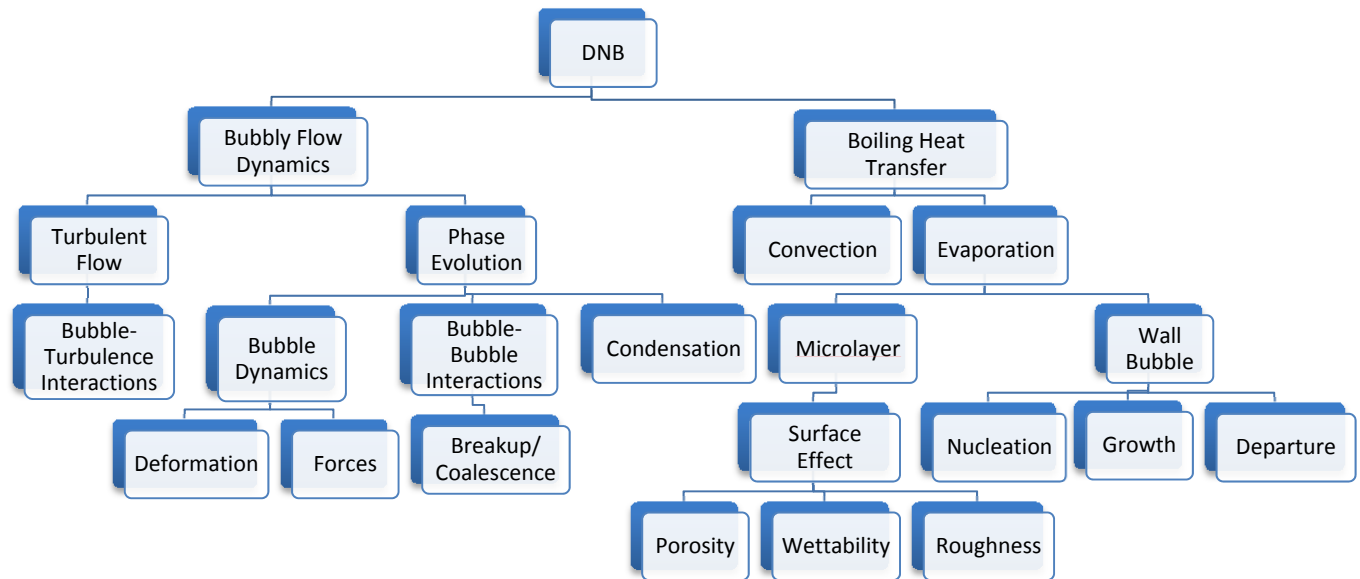 DNB
Bubbly Flow
Dynamics
Boiling Heat
Transfer
Turbulent
Flow
Phase
Evolution
Convection
Evaporation
Bubble-
Turbulence
Interactions
Bubble
Dynamics
Bubble-
Bubble
Interactions
Condensation
Microlayer
Wall
Bubble
Deformation
Forces
Breakup/
Coalescence
Surface
Effect
Nucleation
Growth
Departure
Porosity
Wettability
Roughness